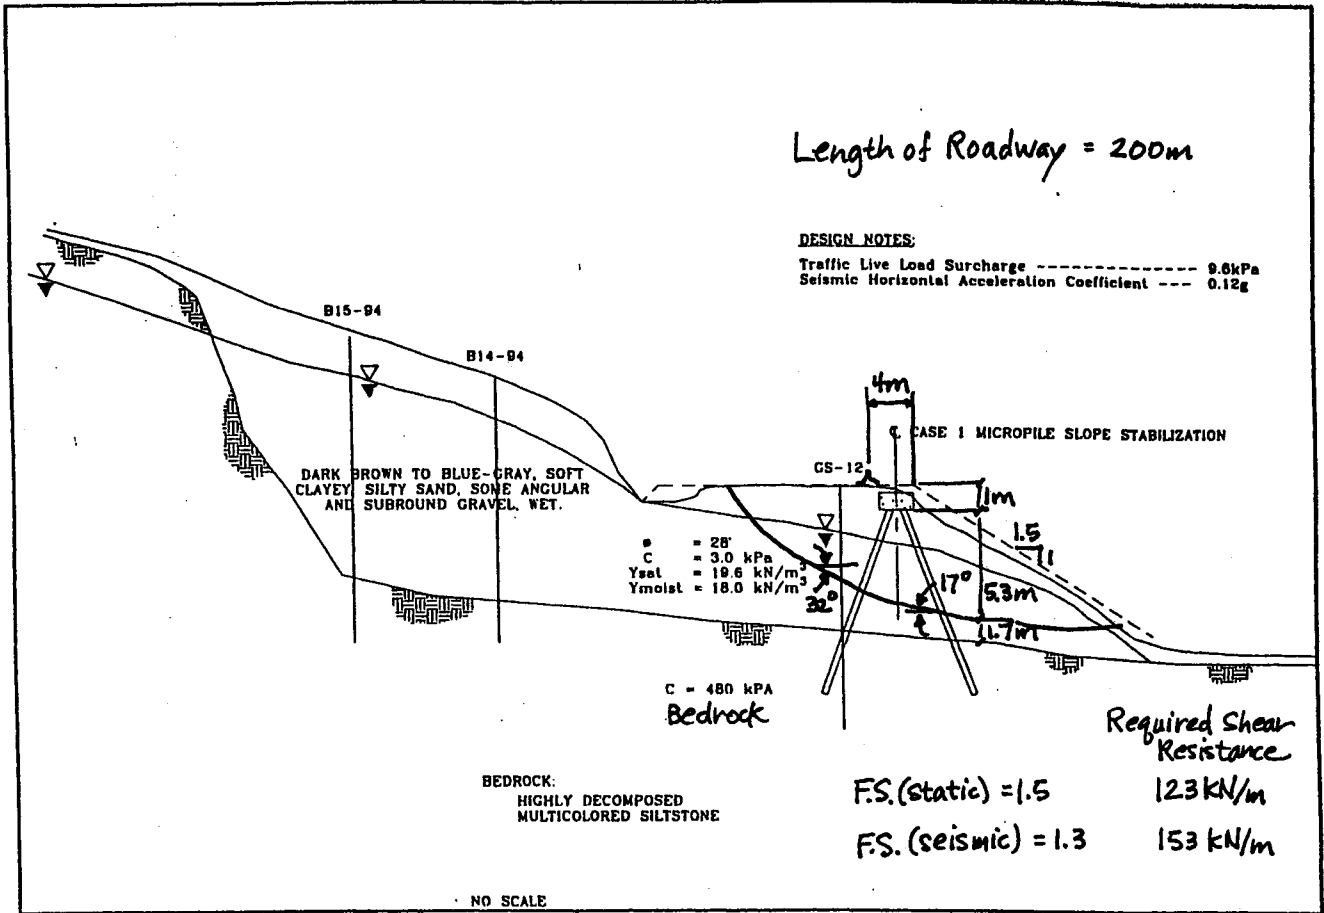 Length of Roadway = 200m
DESIGN NOTES:
Traffic Live Load Surcharge ------------------ 9.6kPa
Seismic Horizontal Acceleration Coefficient --- 0.12g
B15-94
B14-94
4m
℄ CASE 1 MICROPILE SLOPE STABILIZATION
GS-12
1m
DARK BROWN TO BLUE-GRAY, SOFT
CLAYEY, SILTY SAND, SOME ANGULAR
AND SUBROUND GRAVEL, WET.
1.5
1
= 28°
C = 3.0 kPa
Ysat = 19.6 kN/m³
Ymoist = 18.0 kN/m³
32°
17°
5.3m
1.7m
C = 480 kPA
Bedrock
Required Shear
Resistance
BEDROCK:
HIGHLY DECOMPOSED
MULTICOLORED SILTSTONE
F.S. (static) = 1.5 123 kN/m
F.S. (seismic) = 1.3 153 kN/m
NO SCALE